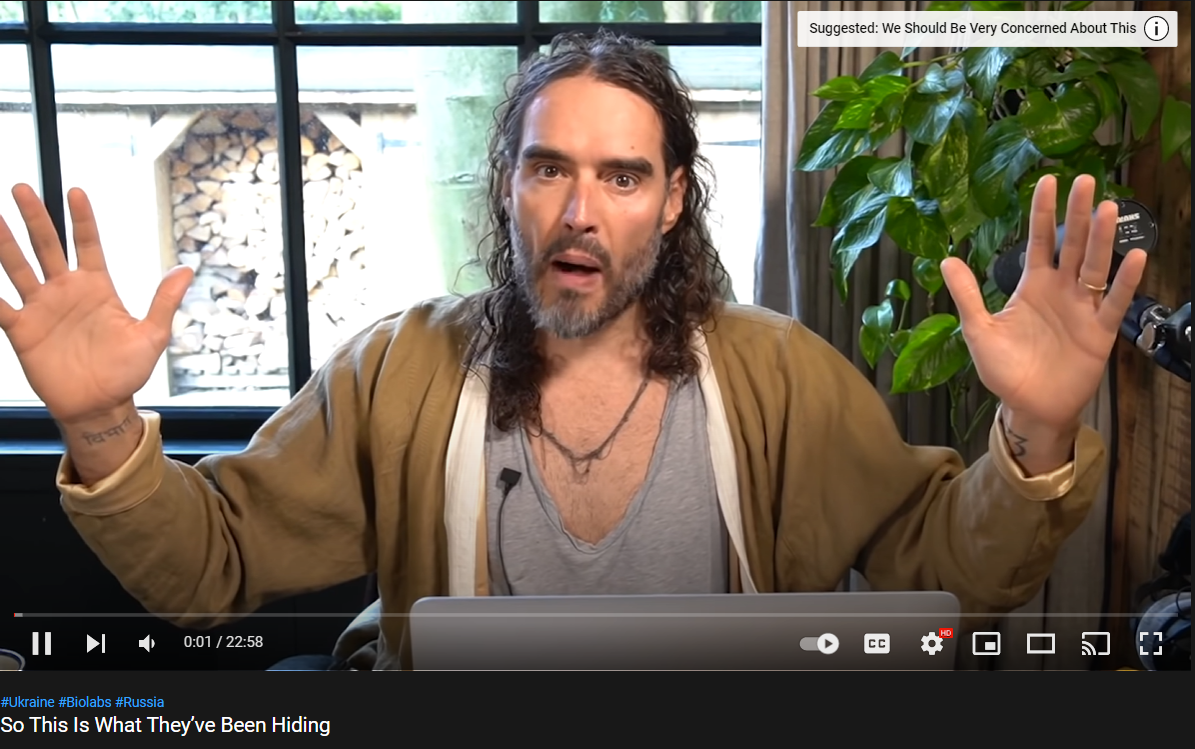 Suggested: We Should Be Very Concerned About This
0:01 / 22:58
CC
HD
#Ukraine #Biolabs #Russia
So This Is What They’ve Been Hiding